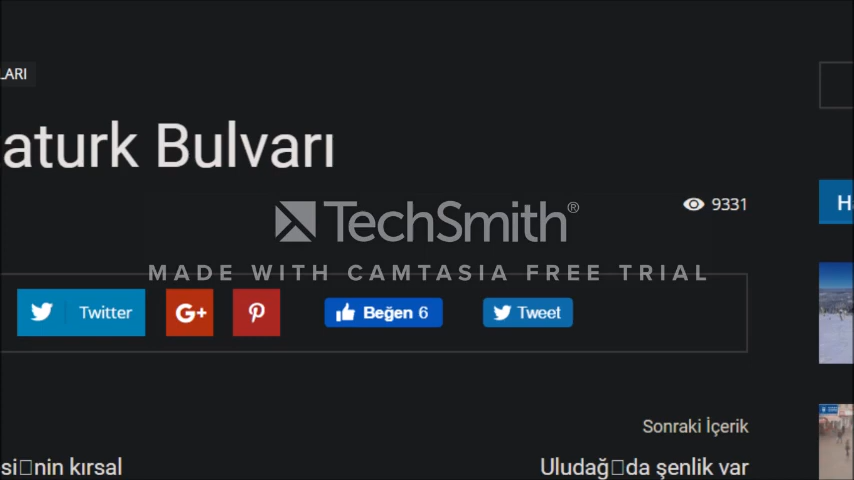 LARI
aturk Bulvarı
9331
TechSmith®
MADE WITH CAMTASIA FREE TRIAL
Twitter
G+
Beğen 6
Tweet
Sonraki İçerik
si▯nin kırsal
Uludağ▯da şenlik var